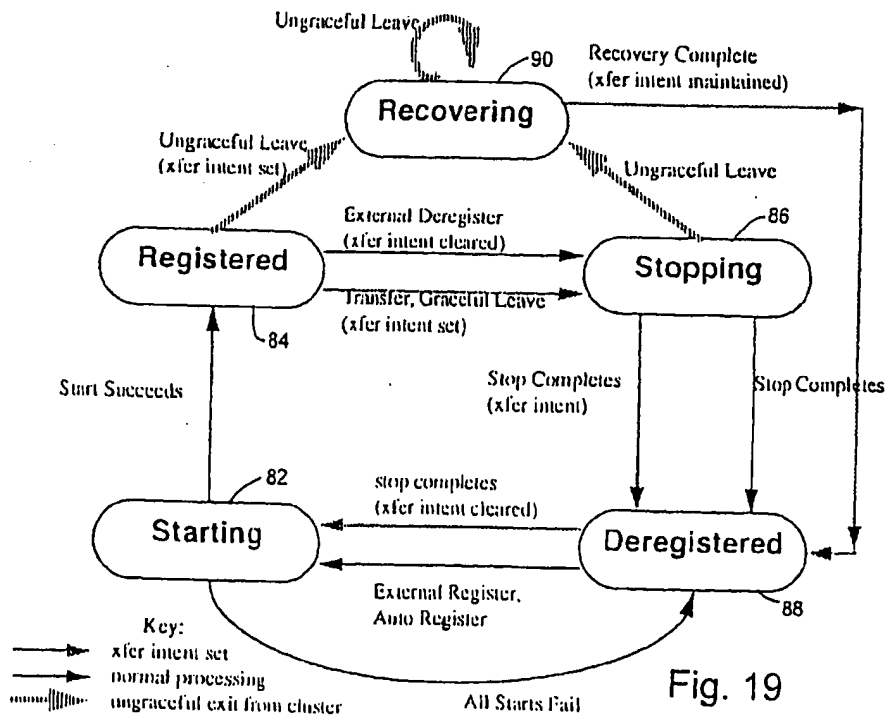 Ungraceful Leave
90
Recovery Complete
(xfer intent maintained)
Recovering
Ungraceful Leave
(xfer intent set)
Ungraceful Leave
External Deregister
(xfer intent cleared)
86
Registered
Stopping
Transfer, Graceful Leave
(xfer intent set)
84
Start Succeeds
Stop Completes
(xfer intent)
Stop Completes
82
stop completes
(xfer intent cleared)
Starting
Deregistered
External Register,
Auto Register
88
Key:
xfer intent set
normal processing
ungraceful exit from cluster
All Starts Fail
Fig. 19